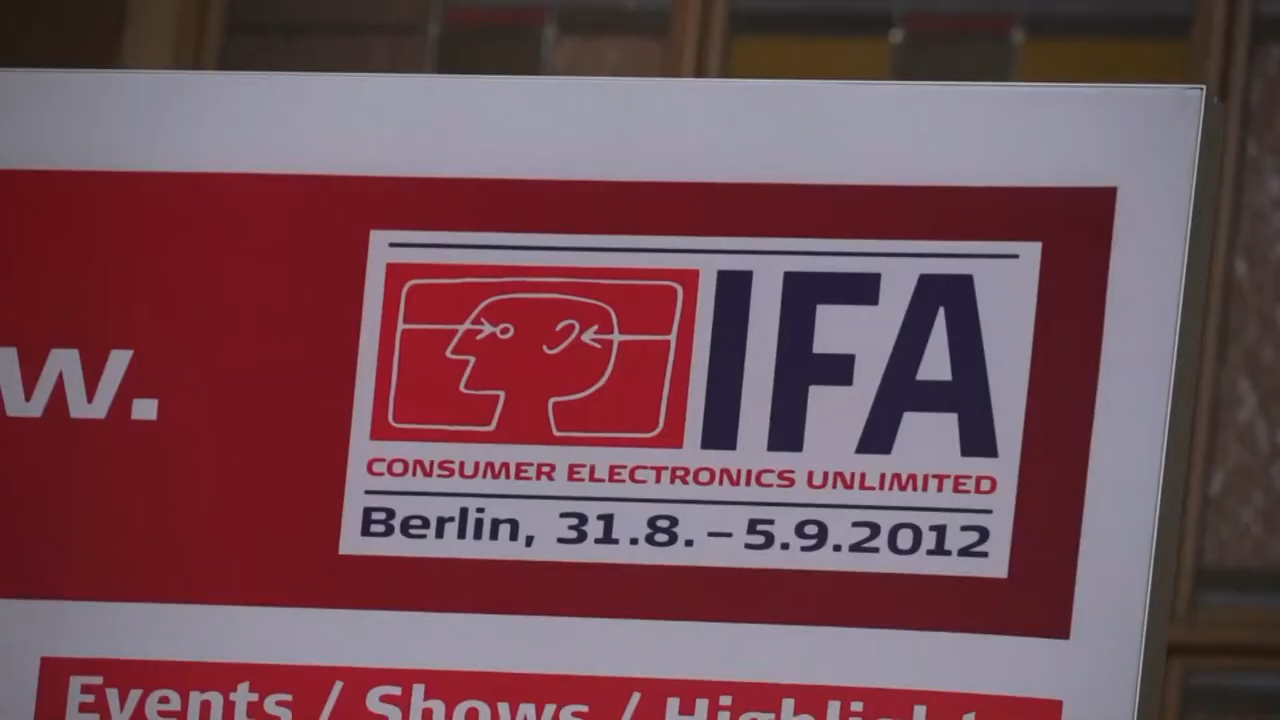 w.
IFA
CONSUMER ELECTRONICS UNLIMITED
Berlin, 31.8. – 5.9.2012
Events / Shows /